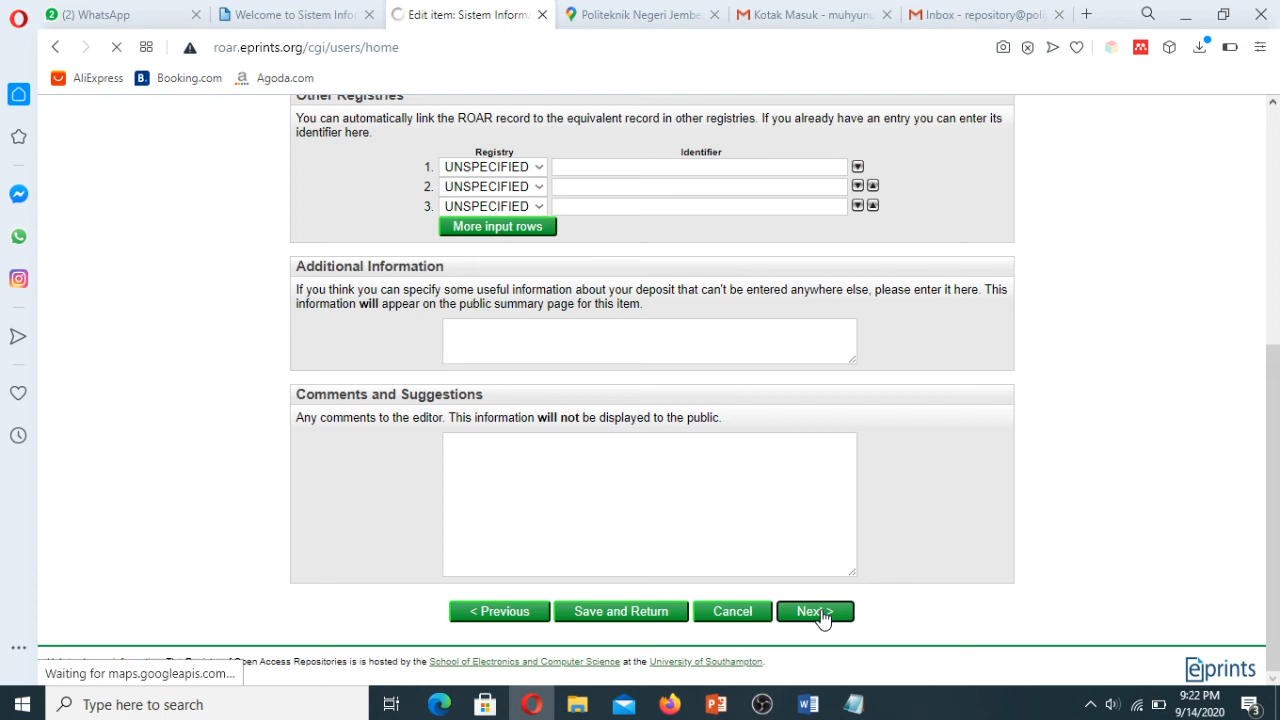 2 (2) WhatsApp
Welcome to Sistem Info
Edit item: Sistem Inform
Politeknik Negeri Jembe
Kotak Masuk - muhyun
Inbox - repository@poli
roar.eprints.org/cgi/users/home
AliExpress
B. Booking.com
a Agoda.com
Other Registries
You can automatically link the ROAR record to the equivalent record in other registries. If you already have an entry you can enter its
identifier here.
Registry Identifier
1. UNSPECIFIED
2. UNSPECIFIED
3. UNSPECIFIED
More input rows
Additional Information
If you think you can specify some useful information about your deposit that can't be entered anywhere else, please enter it here. This
information will appear on the public summary page for this item.
Comments and Suggestions
Any comments to the editor. This information will not be displayed to the public.
< Previous Save and Return Cancel Next >
Open Access Repositories is is hosted by the School of Electronics and Computer Science at the University of Southampton.
Waiting for maps.googleapis.com...
eprints
Type here to search
9:22 PM
9/14/2020
3